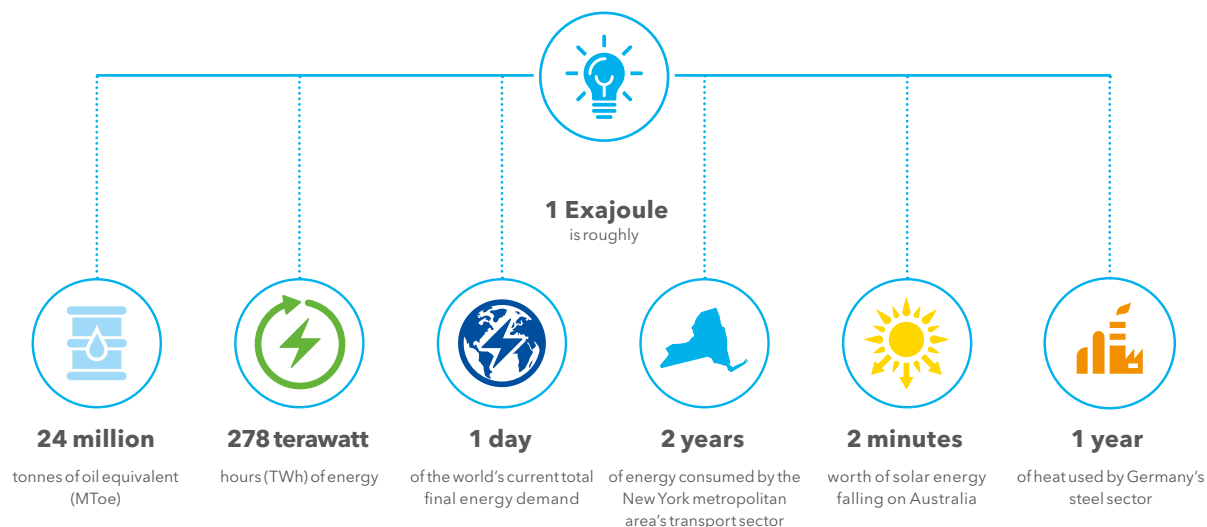 1 Exajoule
is roughly
24 million
tonnes of oil equivalent
(MToe)
278 terawatt
hours (TWh) of energy
1 day
of the world's current total
final energy demand
2 years
of energy consumed by the
New York metropolitan
area's transport sector
2 minutes
worth of solar energy
falling on Australia
1 year
of heat used by Germany's
steel sector